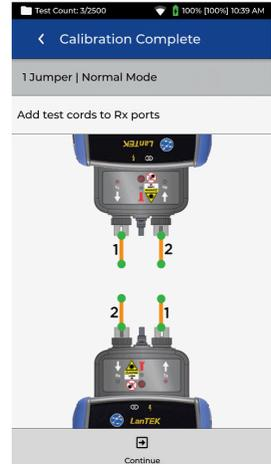 Test Count: 3/2500 100% [100%] 10:39 AM
Calibration Complete
1 Jumper | Normal Mode
Add test cords to Rx ports
LanTEK
1 2
2 1
LanTEK
Continue